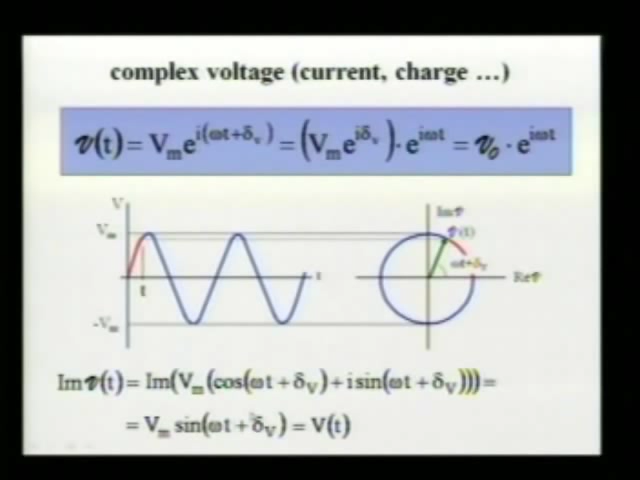 complex voltage (current, charge ...)
𝒱(t) = V_m e^{i(ωt+δ_v)} = (V_m e^{iδ_v}) · e^{iωt} = 𝒱_0 · e^{iωt}
V
V_m
t
t
-V_m
Im𝒱
𝒱(t)
ωt+δ_V
Re𝒱
Im𝒱(t) = Im(V_m(cos(ωt + δ_V) + i sin(ωt + δ_V))) =
= V_m sin(ωt + δ_V) = V(t)